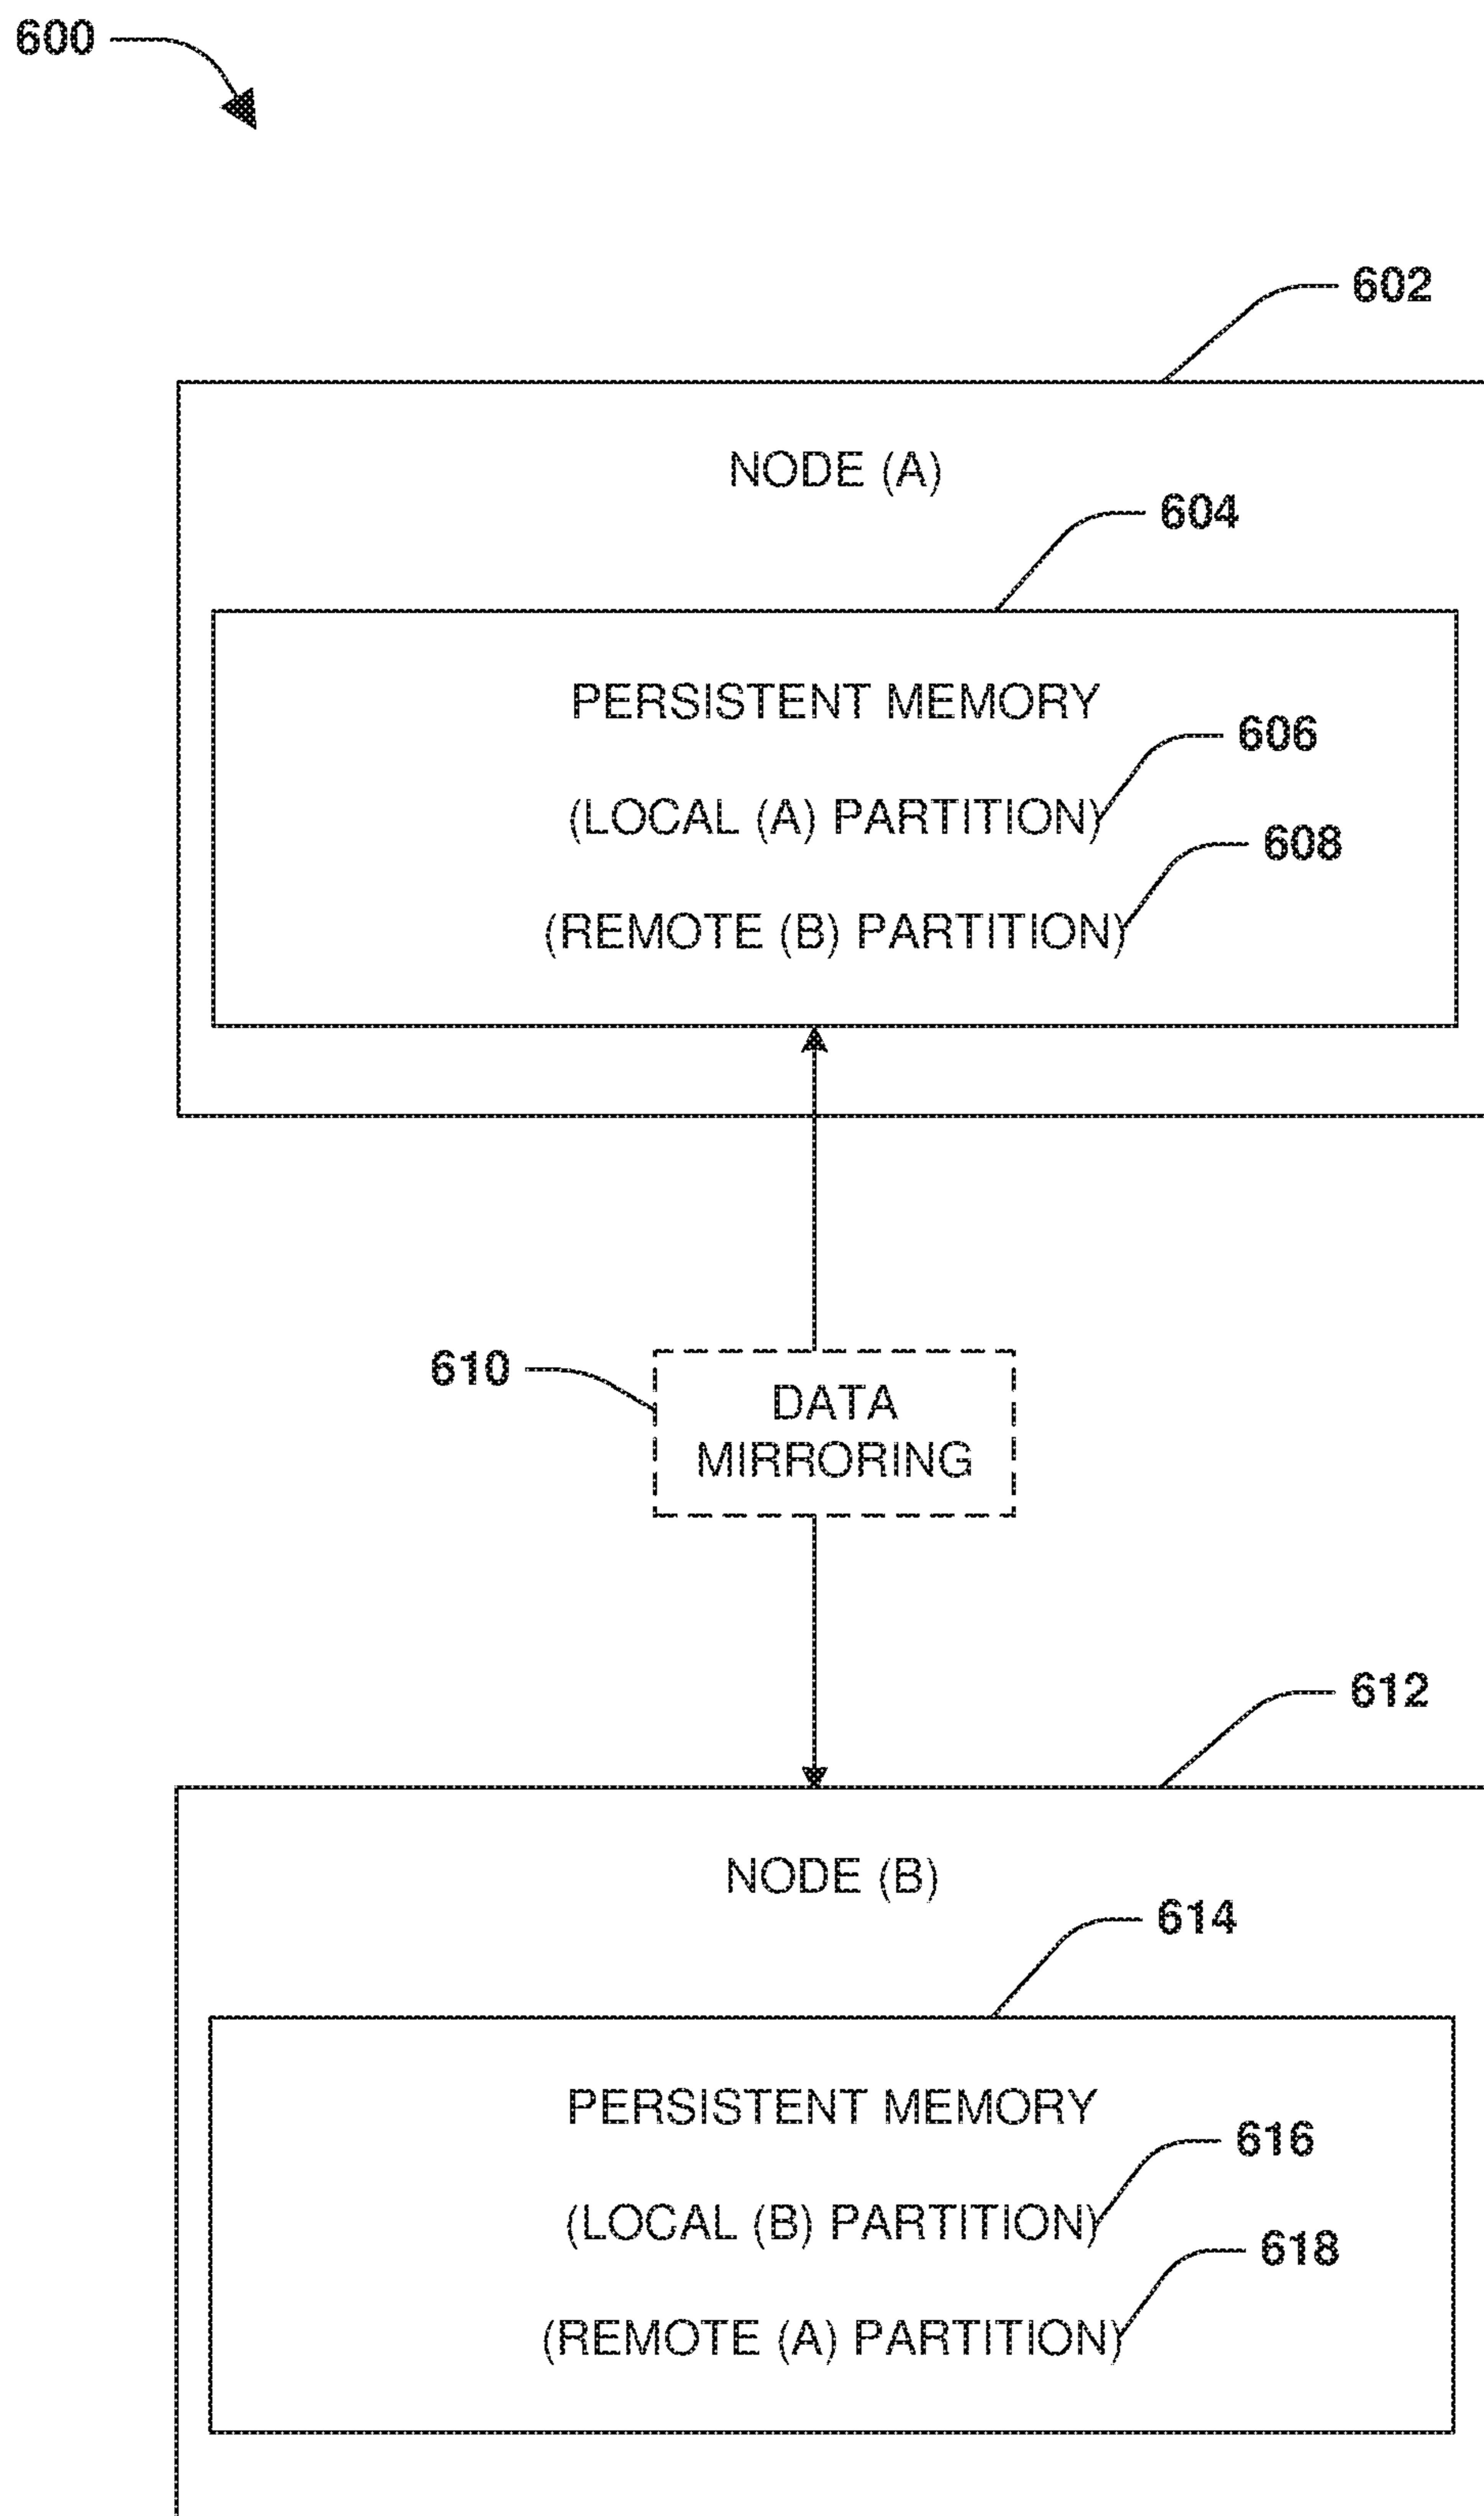 600
602
NODE (A)
604
PERSISTENT MEMORY
606
(LOCAL (A) PARTITION)
608
(REMOTE (B) PARTITION)
610
DATA
MIRRORING
612
NODE (B)
614
PERSISTENT MEMORY
616
(LOCAL (B) PARTITION)
618
(REMOTE (A) PARTITION)